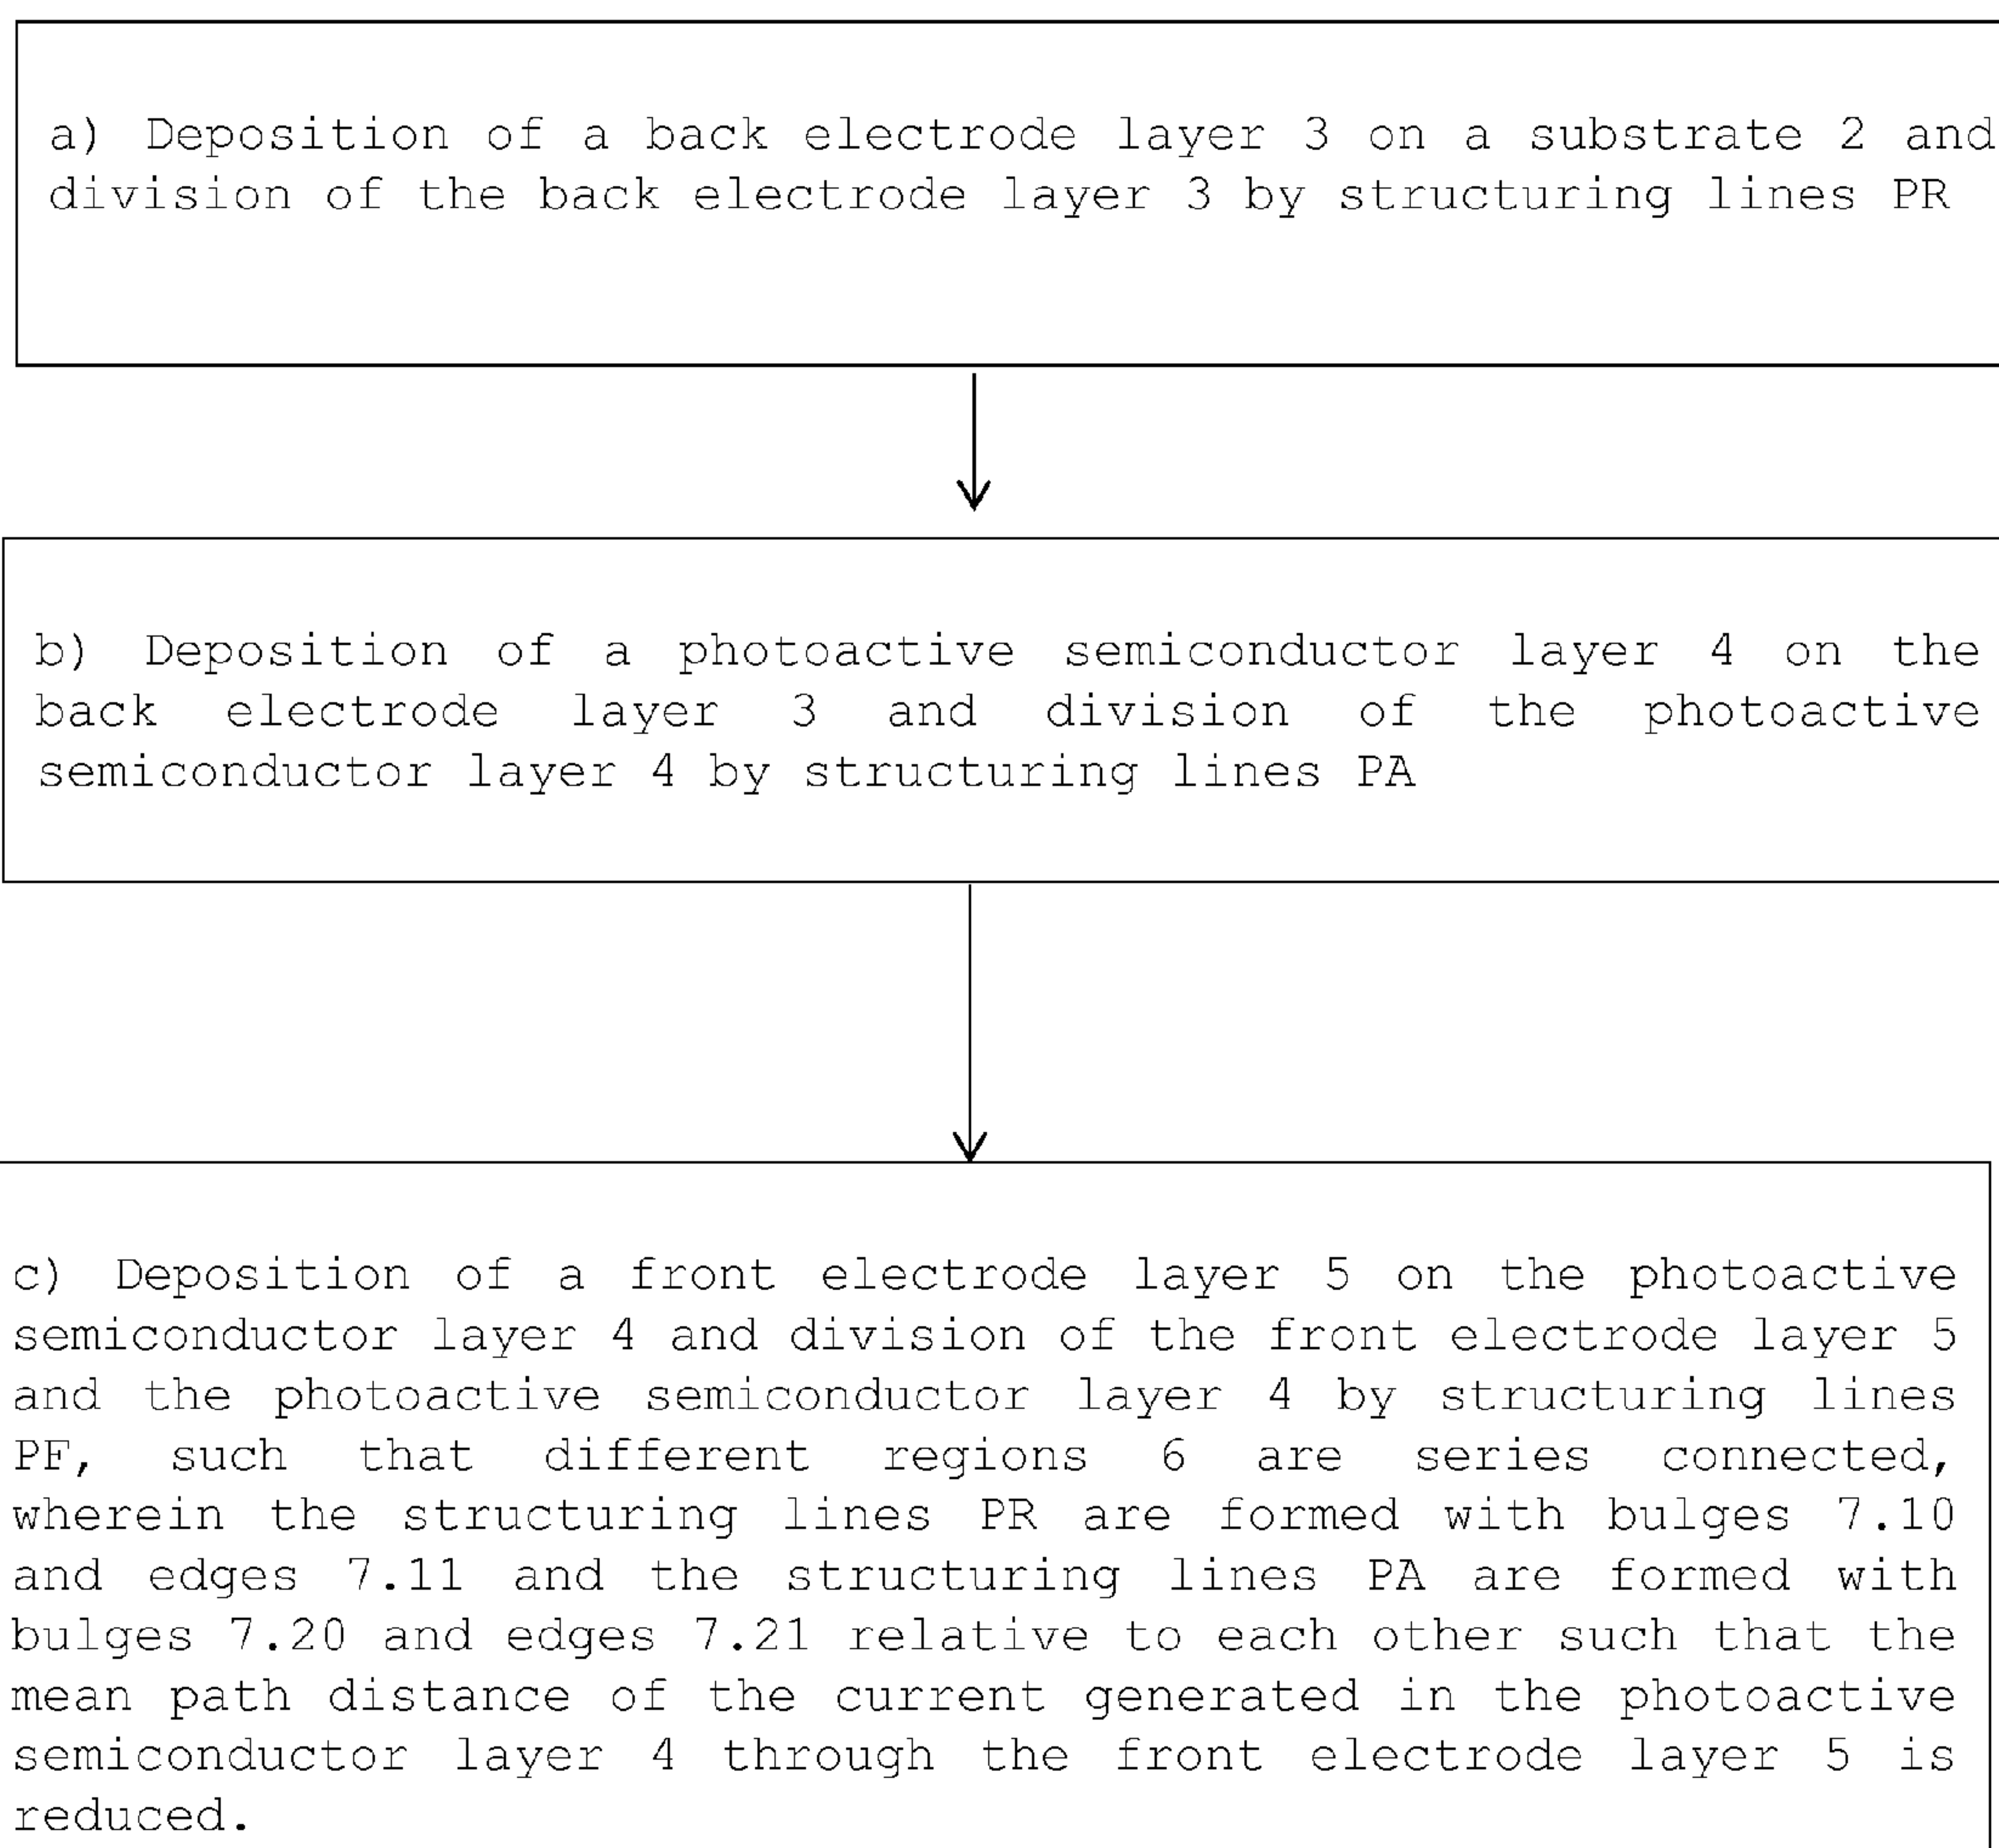 a) Deposition of a back electrode layer 3 on a substrate 2 and
division of the back electrode layer 3 by structuring lines PR
b) Deposition of a photoactive semiconductor layer 4 on the
back electrode layer 3 and division of the photoactive
semiconductor layer 4 by structuring lines PA
c) Deposition of a front electrode layer 5 on the photoactive
semiconductor layer 4 and division of the front electrode layer 5
and the photoactive semiconductor layer 4 by structuring lines
PF, such that different regions 6 are series connected,
wherein the structuring lines PR are formed with bulges 7.10
and edges 7.11 and the structuring lines PA are formed with
bulges 7.20 and edges 7.21 relative to each other such that the
mean path distance of the current generated in the photoactive
semiconductor layer 4 through the front electrode layer 5 is
reduced.